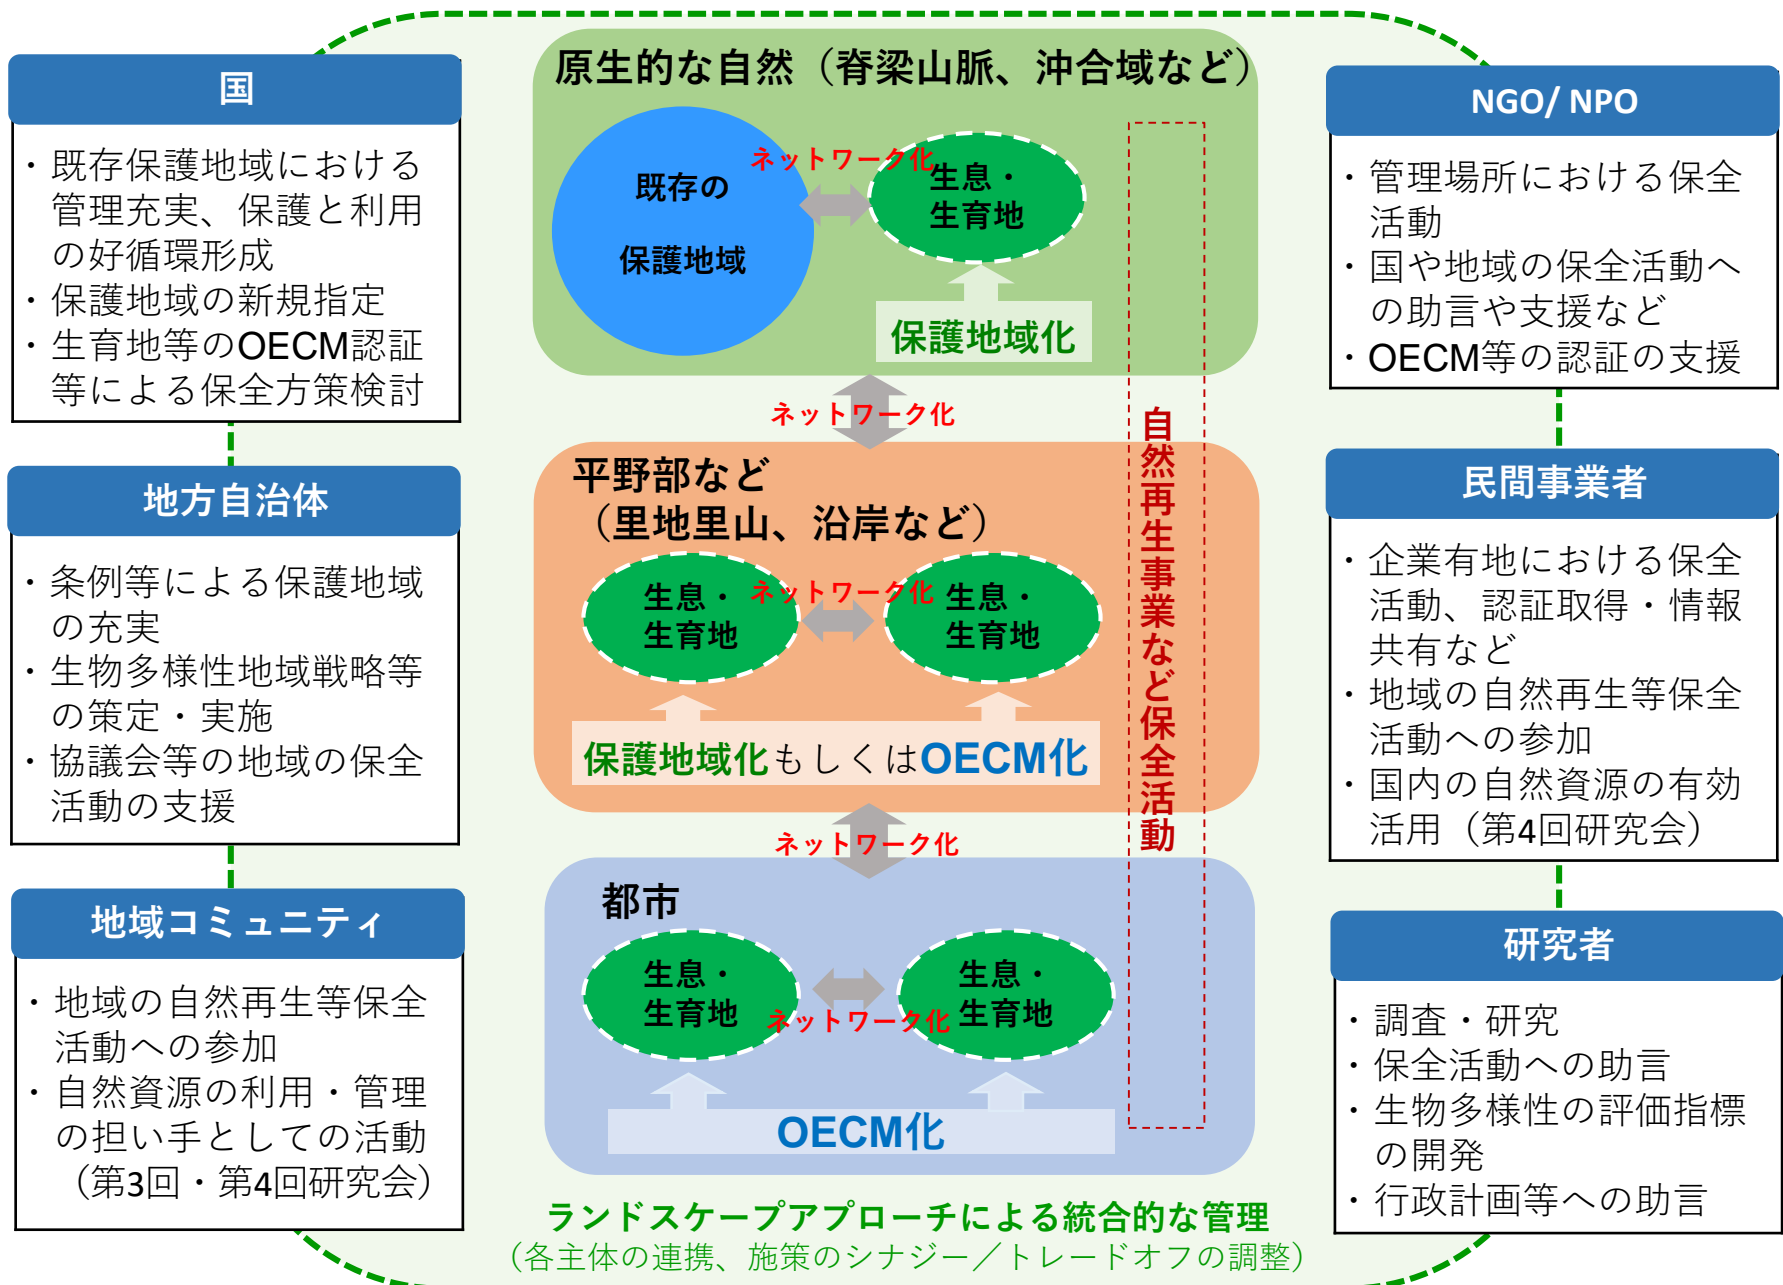 国
・既存保護地域における
管理充実、保護と利用
の好循環形成
・保護地域の新規指定
・生育地等のOECM認証
等による保全方策検討
地方自治体
・条例等による保護地域
の充実
・生物多様性地域戦略等
の策定・実施
・協議会等の地域の保全
活動の支援
地域コミュニティ
・地域の自然再生等保全
活動への参加
・自然資源の利用・管理
の担い手としての活動
（第3回・第4回研究会）
原生的な自然（脊梁山脈、沖合域など）
既存の
保護地域
ネットワーク化
生息・
生育地
保護地域化
ネットワーク化
平野部など
（里地里山、沿岸など）
生息・
生育地
ネットワーク化
生息・
生育地
保護地域化もしくはOECM化
ネットワーク化
都市
生息・
生育地
ネットワーク化
生息・
生育地
OECM化
自然再生事業など保全活動
ランドスケープアプローチによる統合的な管理
（各主体の連携、施策のシナジー／トレードオフの調整）
NGO/ NPO
・管理場所における保全
活動
・国や地域の保全活動へ
の助言や支援など
・OECM等の認証の支援
民間事業者
・企業有地における保全
活動、認証取得・情報
共有など
・地域の自然再生等保全
活動への参加
・国内の自然資源の有効
活用（第4回研究会）
研究者
・調査・研究
・保全活動への助言
・生物多様性の評価指標
の開発
・行政計画等への助言